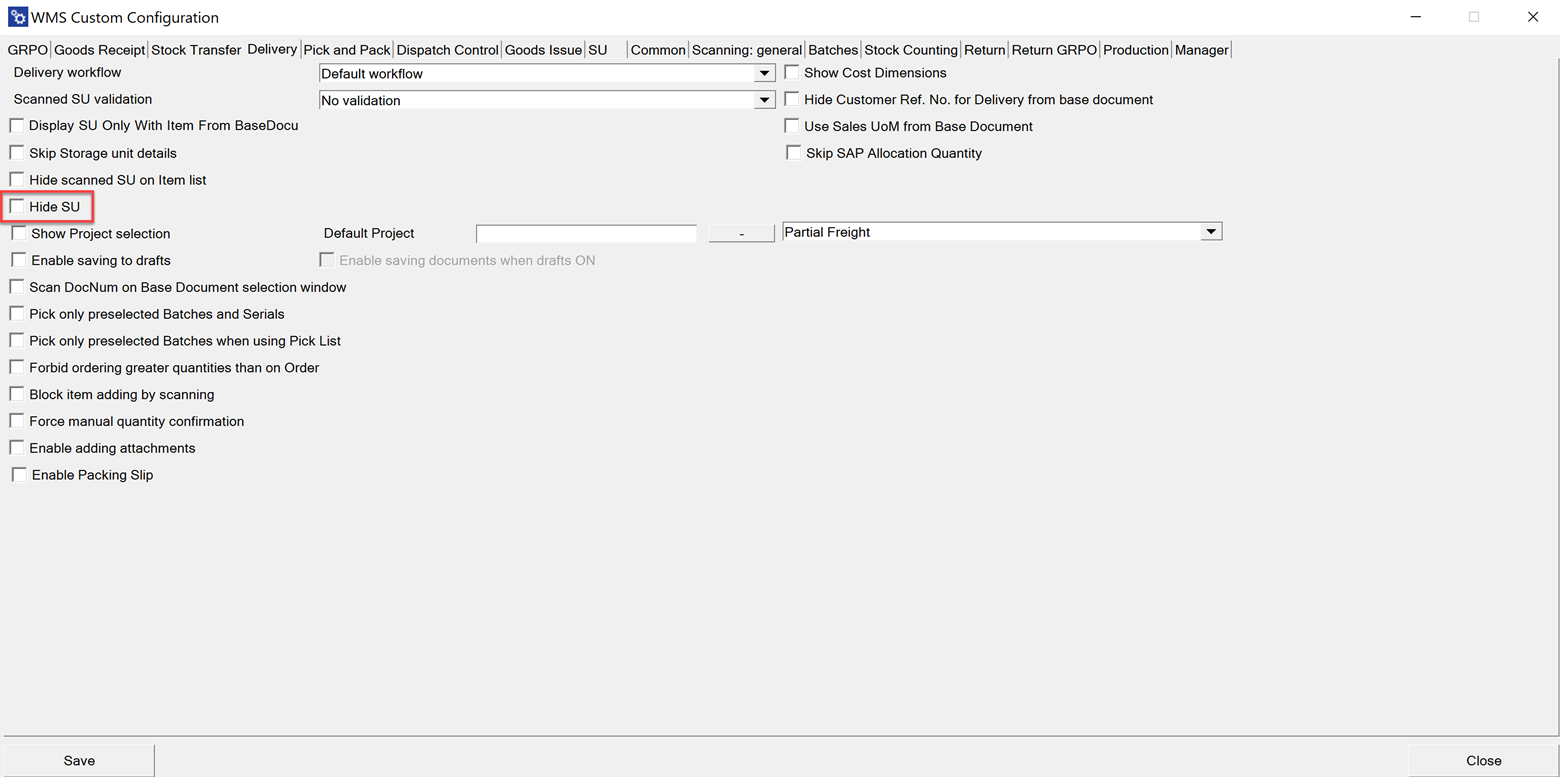 WMS Custom Configuration
GRPO Goods Receipt Stock Transfer Delivery Pick and Pack Dispatch Control Goods Issue SU Common Scanning: general Batches Stock Counting Return Return GRPO Production Manager
Delivery workflow Default workflow Show Cost Dimensions
Scanned SU validation No validation Hide Customer Ref. No. for Delivery from base document
Display SU Only With Item From BaseDocu Use Sales UoM from Base Document
Skip Storage unit details Skip SAP Allocation Quantity
Hide scanned SU on Item list
Hide SU
Show Project selection Default Project - Partial Freight
Enable saving to drafts Enable saving documents when drafts ON
Scan DocNum on Base Document selection window
Pick only preselected Batches and Serials
Pick only preselected Batches when using Pick List
Forbid ordering greater quantities than on Order
Block item adding by scanning
Force manual quantity confirmation
Enable adding attachments
Enable Packing Slip
Save Close